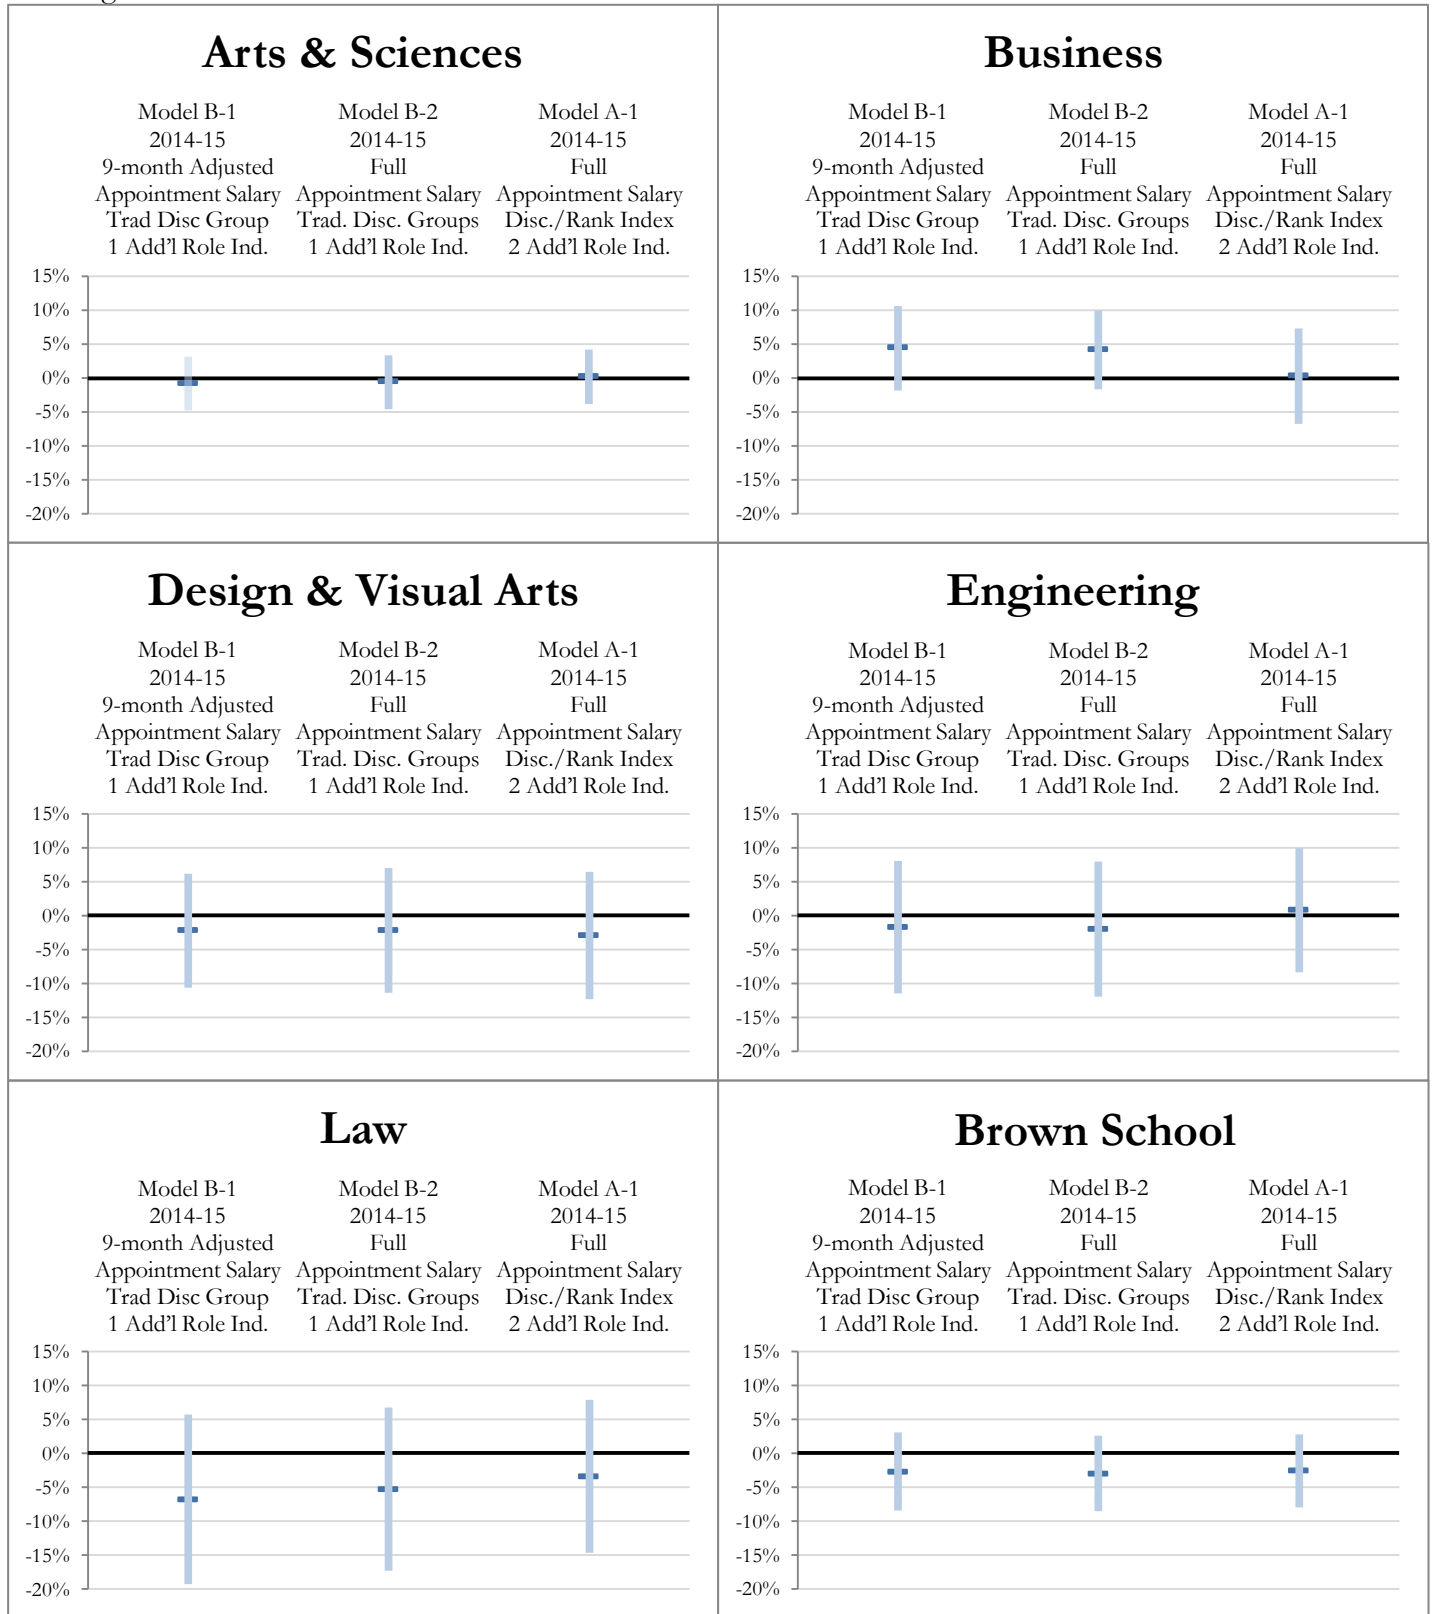 Arts & Sciences
Model B-1 Model B-2 Model A-1
2014-15 2014-15 2014-15
9-month Adjusted Full Full
Appointment Salary Appointment Salary Appointment Salary
Trad Disc Group Trad. Disc. Groups Disc./Rank Index
1 Add'l Role Ind. 1 Add'l Role Ind. 2 Add'l Role Ind.
15%
10%
5%
0%
-5%
-10%
-15%
-20%
Business
Model B-1 Model B-2 Model A-1
2014-15 2014-15 2014-15
9-month Adjusted Full Full
Appointment Salary Appointment Salary Appointment Salary
Trad Disc Group Trad. Disc. Groups Disc./Rank Index
1 Add'l Role Ind. 1 Add'l Role Ind. 2 Add'l Role Ind.
15%
10%
5%
0%
-5%
-10%
-15%
-20%
Design & Visual Arts
Model B-1 Model B-2 Model A-1
2014-15 2014-15 2014-15
9-month Adjusted Full Full
Appointment Salary Appointment Salary Appointment Salary
Trad Disc Group Trad. Disc. Groups Disc./Rank Index
1 Add'l Role Ind. 1 Add'l Role Ind. 2 Add'l Role Ind.
15%
10%
5%
0%
-5%
-10%
-15%
-20%
Engineering
Model B-1 Model B-2 Model A-1
2014-15 2014-15 2014-15
9-month Adjusted Full Full
Appointment Salary Appointment Salary Appointment Salary
Trad Disc Group Trad. Disc. Groups Disc./Rank Index
1 Add'l Role Ind. 1 Add'l Role Ind. 2 Add'l Role Ind.
15%
10%
5%
0%
-5%
-10%
-15%
-20%
Law
Model B-1 Model B-2 Model A-1
2014-15 2014-15 2014-15
9-month Adjusted Full Full
Appointment Salary Appointment Salary Appointment Salary
Trad Disc Group Trad. Disc. Groups Disc./Rank Index
1 Add'l Role Ind. 1 Add'l Role Ind. 2 Add'l Role Ind.
15%
10%
5%
0%
-5%
-10%
-15%
-20%
Brown School
Model B-1 Model B-2 Model A-1
2014-15 2014-15 2014-15
9-month Adjusted Full Full
Appointment Salary Appointment Salary Appointment Salary
Trad Disc Group Trad. Disc. Groups Disc./Rank Index
1 Add'l Role Ind. 1 Add'l Role Ind. 2 Add'l Role Ind.
15%
10%
5%
0%
-5%
-10%
-15%
-20%